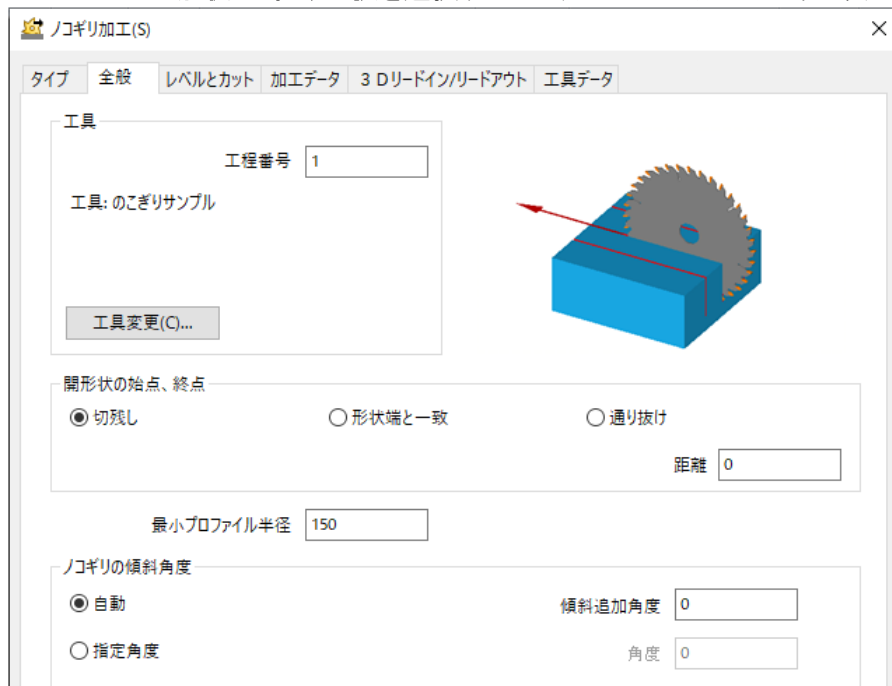 ノコギリ加工(S)
タイプ 全般 レベルとカット 加工データ 3Dリードイン/リードアウト 工具データ
工具
工程番号 1
工具: のこぎりサンプル
工具変更(C)...
開形状の始点、終点
切残し 形状端と一致 通り抜け
距離 0
最小プロファイル半径 150
ノコギリの傾斜角度
自動 傾斜追加角度 0
指定角度 角度 0